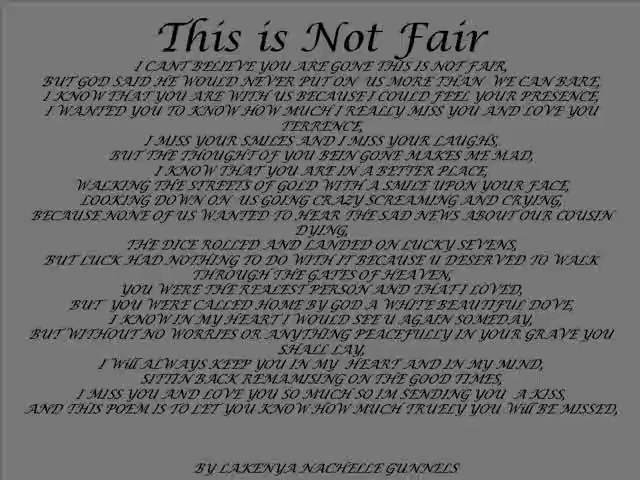 This is Not Fair
I CANT BELIEVE YOU ARE GONE THIS IS NOT FAIR,
BUT GOD SAID HE WOULD NEVER PUT ON US MORE THAN WE CAN BARE,
I KNOW THAT YOU ARE WITH US BECAUSE I COULD FEEL YOUR PRESENCE,
I WANTED YOU TO KNOW HOW MUCH I REALLY MISS YOU AND LOVE YOU
TERRENCE,
I MISS YOUR SMILES AND I MISS YOUR LAUGHS,
BUT THE THOUGHT OF YOU BEIN GONE MAKES ME MAD,
I KNOW THAT YOU ARE IN A BETTER PLACE,
WALKING THE STREETS OF GOLD WITH A SMILE UPON YOUR FACE,
LOOKING DOWN ON US GOING CRAZY SCREAMING AND CRYING,
BECAUSE NONE OF US WANTED TO HEAR THE SAD NEWS ABOUT OUR COUSIN
DYING,
THE DICE ROLLED AND LANDED ON LUCKY SEVENS,
BUT LUCK HAD NOTHING TO DO WITH IT BECAUSE U DESERVED TO WALK
THROUGH THE GATES OF HEAVEN,
YOU WERE THE REALEST PERSON AND THAT I LOVED,
BUT YOU WERE CALLED HOME BY GOD A WHITE BEAUTIFUL DOVE,
I KNOW IN MY HEART I WOULD SEE U AGAIN SOMEDAY,
BUT WITHOUT NO WORRIES OR ANYTHING PEACEFULLY IN YOUR GRAVE YOU
SHALL LAY,
I Will ALWAYS KEEP YOU IN MY HEART AND IN MY MIND,
SITTIN BACK REMAMISING ON THE GOOD TIMES,
I MISS YOU AND LOVE YOU SO MUCH SO IM SENDING YOU A KISS,
AND THIS POEM IS TO LET YOU KNOW HOW MUCH TRUELY YOU Will BE MISSED,
BY LAKENYA NACHELLE GUNNELS